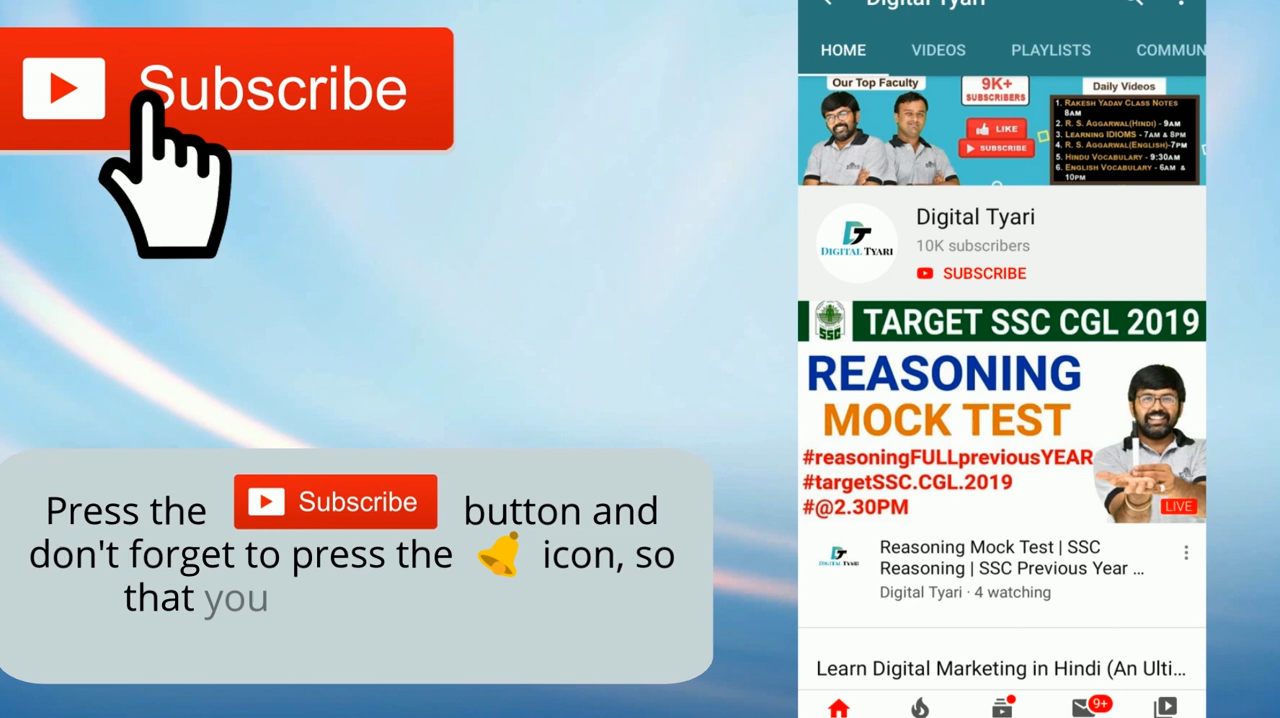 Subscribe
Press the Subscribe button and
don't forget to press the icon, so
that you
Digital Tyari
HOME VIDEOS PLAYLISTS COMMUN
Our Top Faculty
9K+
SUBSCRIBERS
LIKE
SUBSCRIBE
Daily Videos
1. RAKESH YADAV CLASS NOTES
8AM
2. R. S. AGGARWAL(HINDI) - 9AM
3. LEARNING IDIOMS - 7AM & 8PM
4. R. S. AGGARWAL(ENGLISH)-7PM
5. HINDU VOCABULARY - 9:30AM
6. ENGLISH VOCABULARY - 6AM &
10PM
DT
DIGITAL TYARI
Digital Tyari
10K subscribers
SUBSCRIBE
SSC
TARGET SSC CGL 2019
REASONING
MOCK TEST
#reasoningFULLpreviousYEAR
#targetSSC.CGL.2019
#@2.30PM
LIVE
DT
DIGITAL TYARI
Reasoning Mock Test | SSC
Reasoning | SSC Previous Year ...
Digital Tyari · 4 watching
Learn Digital Marketing in Hindi (An Ulti...
9+